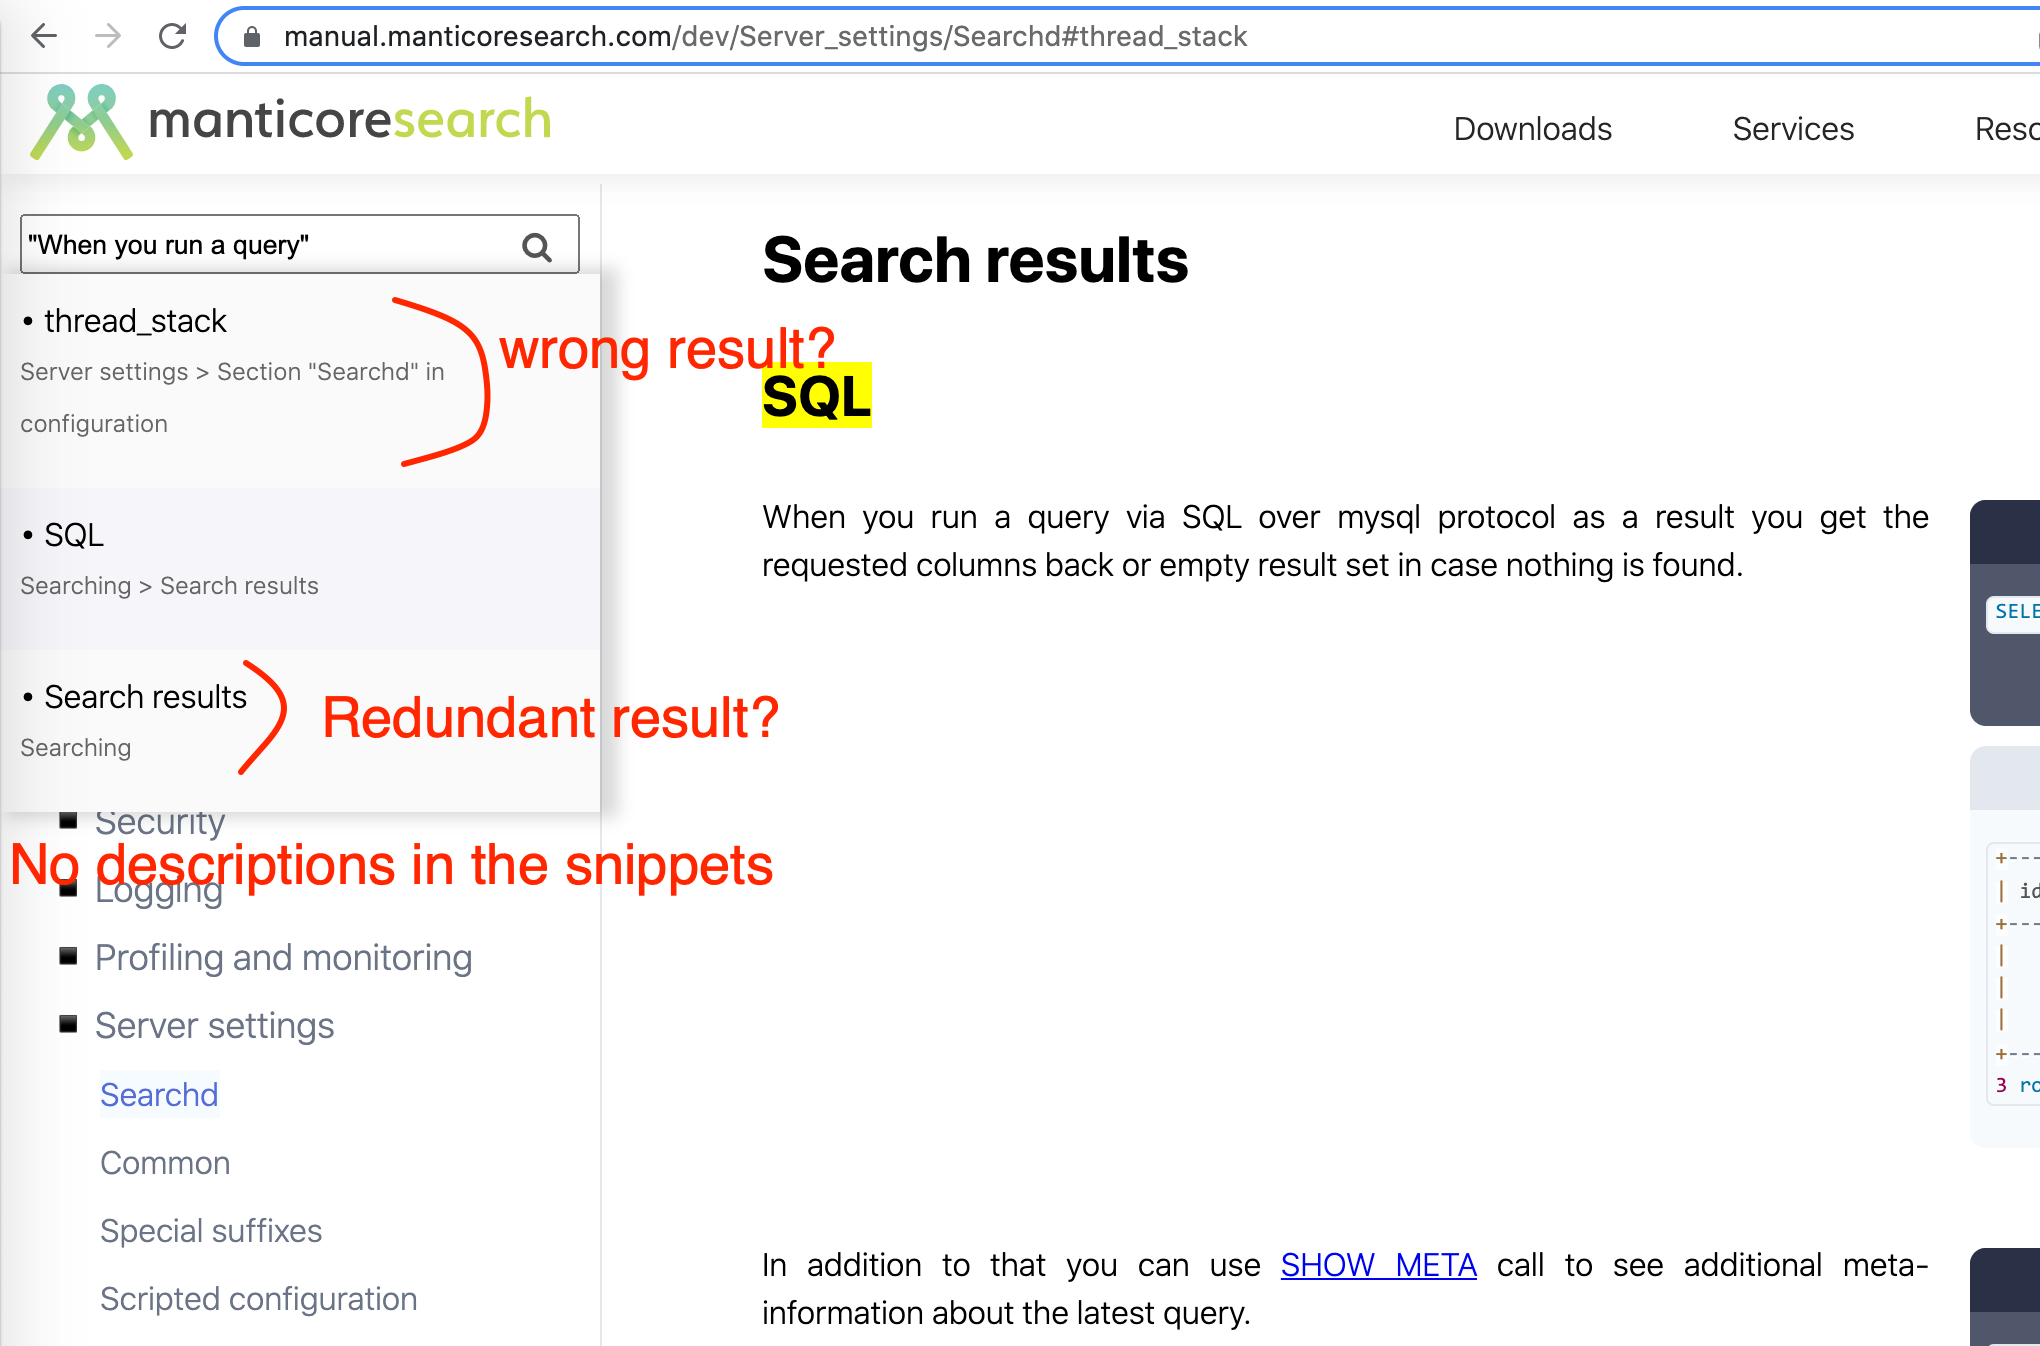 manual.manticoresearch.com/dev/Server_settings/Searchd#thread_stack
manticoresearch
Downloads
Services
"When you run a query"
• thread_stack
Server settings > Section "Searchd" in
configuration
wrong result?
• SQL
Searching > Search results
• Search results
Searching
Redundant result?
Security
No descriptions in the snippets
Logging
Profiling and monitoring
Server settings
Searchd
Common
Special suffixes
Scripted configuration
Search results
SQL
When you run a query via SQL over mysql protocol as a result you get the
requested columns back or empty result set in case nothing is found.
In addition to that you can use SHOW META call to see additional meta-
information about the latest query.
+---
| id
+---
|
|
|
+---
3